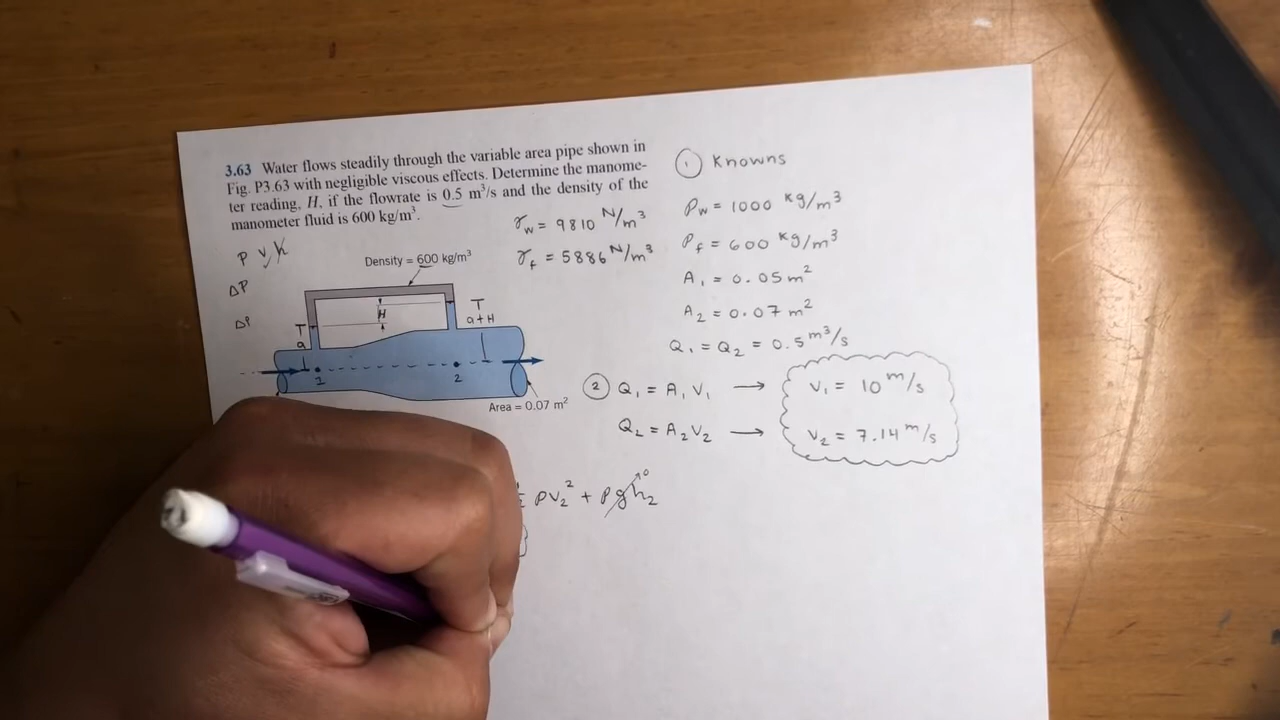 3.63 Water flows steadily through the variable area pipe shown in
Fig. P3.63 with negligible viscous effects. Determine the manome-
ter reading, H, if the flowrate is 0.5 m³/s and the density of the
manometer fluid is 600 kg/m³.
γw = 9810 N/m³
γf = 5886 N/m³
P V h
ΔP
ΔP
Density = 600 kg/m³
H
T
a
T
a+H
1
2
Area = 0.07 m²
① Knowns
ρw = 1000 kg/m³
ρf = 600 kg/m³
A₁ = 0.05 m²
A₂ = 0.07 m²
Q₁ = Q₂ = 0.5 m³/s
② Q₁ = A₁ V₁ → V₁ = 10 m/s
Q₂ = A₂ V₂ → V₂ = 7.14 m/s
ρV₂² + ρgh₂ 0